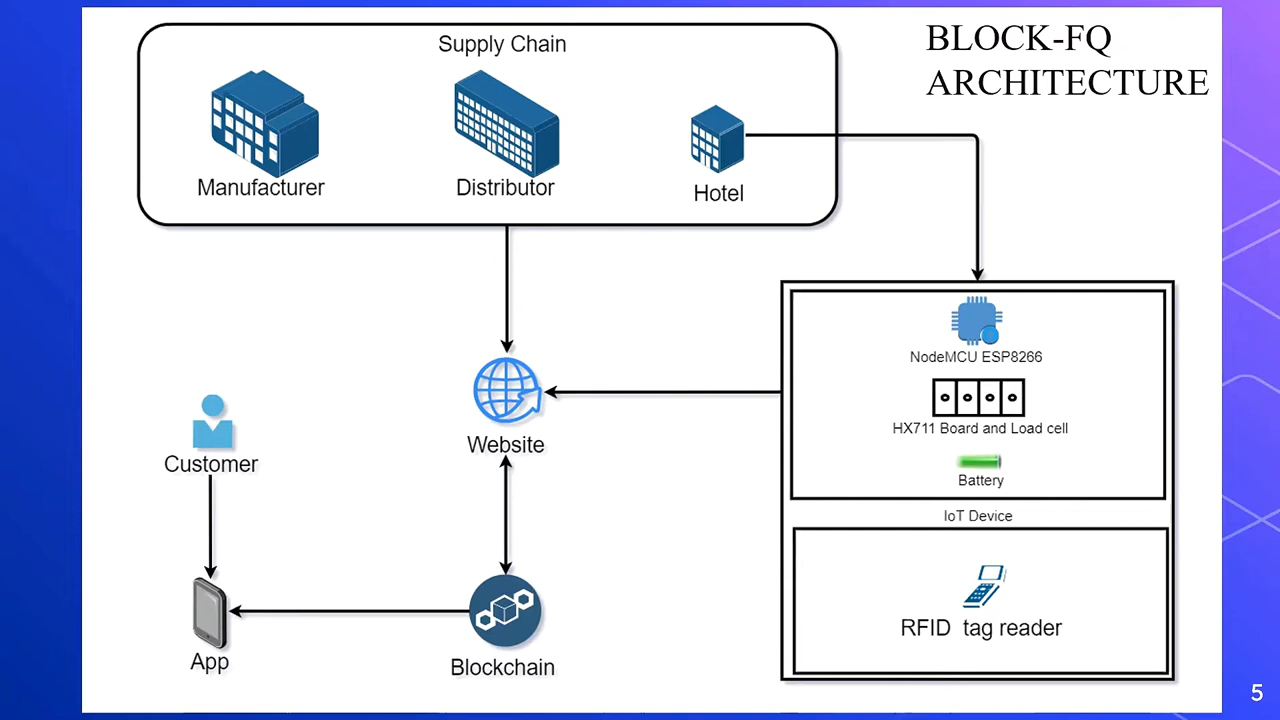 BLOCK-FQ
ARCHITECTURE
Supply Chain
Manufacturer
Distributor
Hotel
NodeMCU ESP8266
HX711 Board and Load cell
Battery
IoT Device
RFID tag reader
Website
Customer
App
Blockchain
5